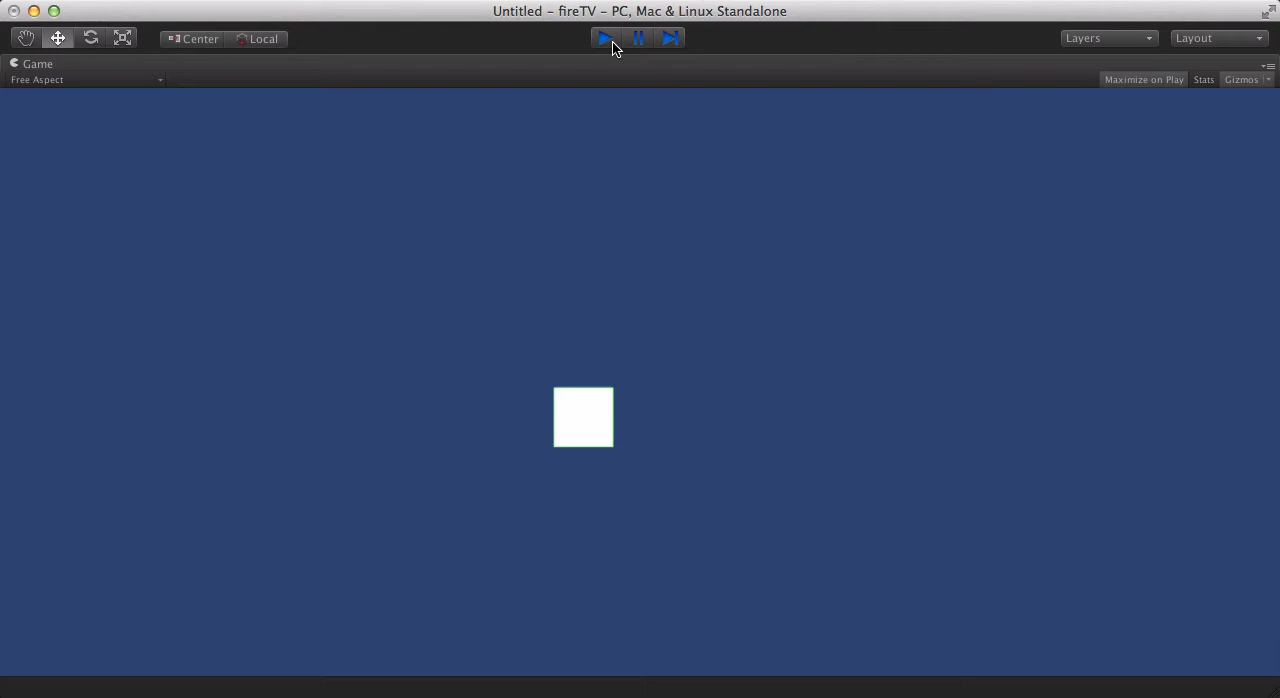 Untitled – fireTV – PC, Mac & Linux Standalone
Center Local Layers Layout
Game
Free Aspect Maximize on Play Stats Gizmos